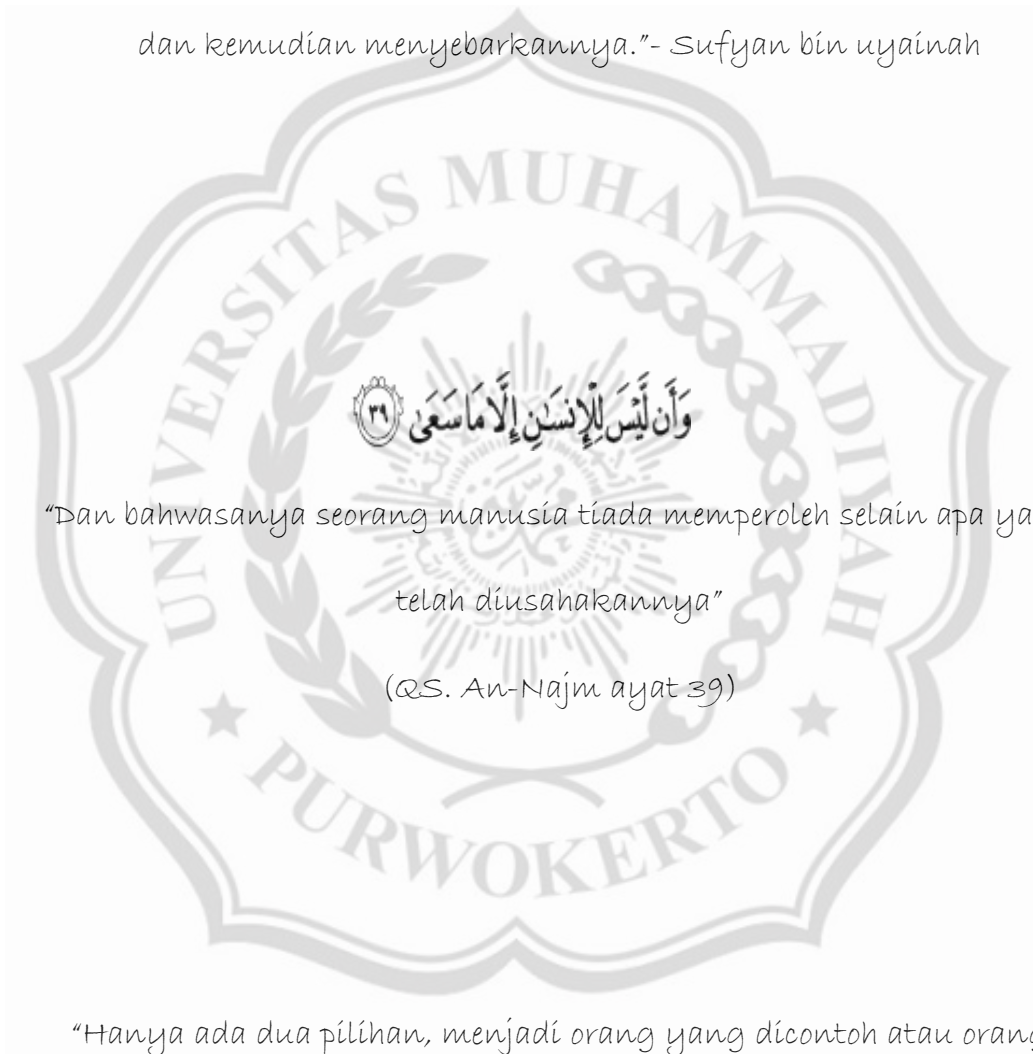 dan kemudian menyebarkannya."- Sufyan bin uyainah
UNIVERSITAS MUHAMMADIYAH
وَأَن لَّيْسَ لِلْإِنسَٰنِ إِلَّا مَا سَعَىٰ ٣٩
"Dan bahwasanya seorang manusia tiada memperoleh selain apa ya
telah diusahakannya"
(QS. An-Najm ayat 39)
PURWOKERTO
"Hanya ada dua pilihan, menjadi orang yang dicontoh atau orang